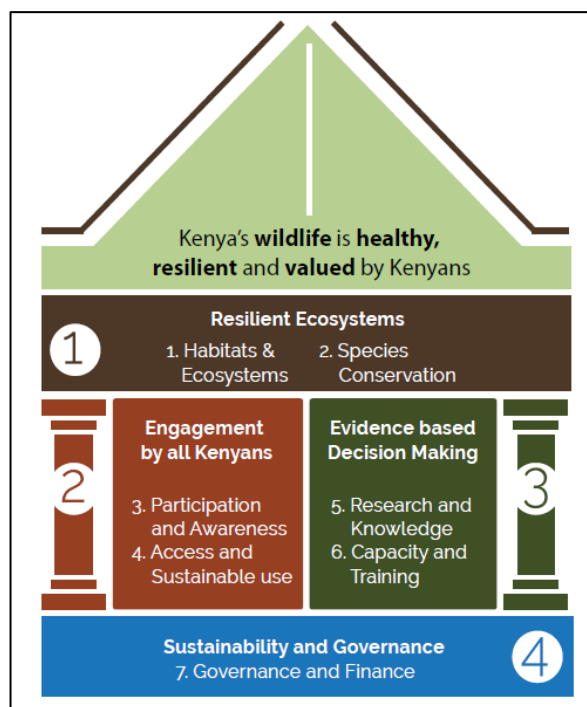 Kenya's wildlife is healthy,
resilient and valued by Kenyans
1
Resilient Ecosystems
1. Habitats &
Ecosystems
2. Species
Conservation
2
Engagement
by all Kenyans
3. Participation
and Awareness
4. Access and
Sustainable use
Evidence based
Decision Making
5. Research and
Knowledge
6. Capacity and
Training
3
Sustainability and Governance
7. Governance and Finance
4